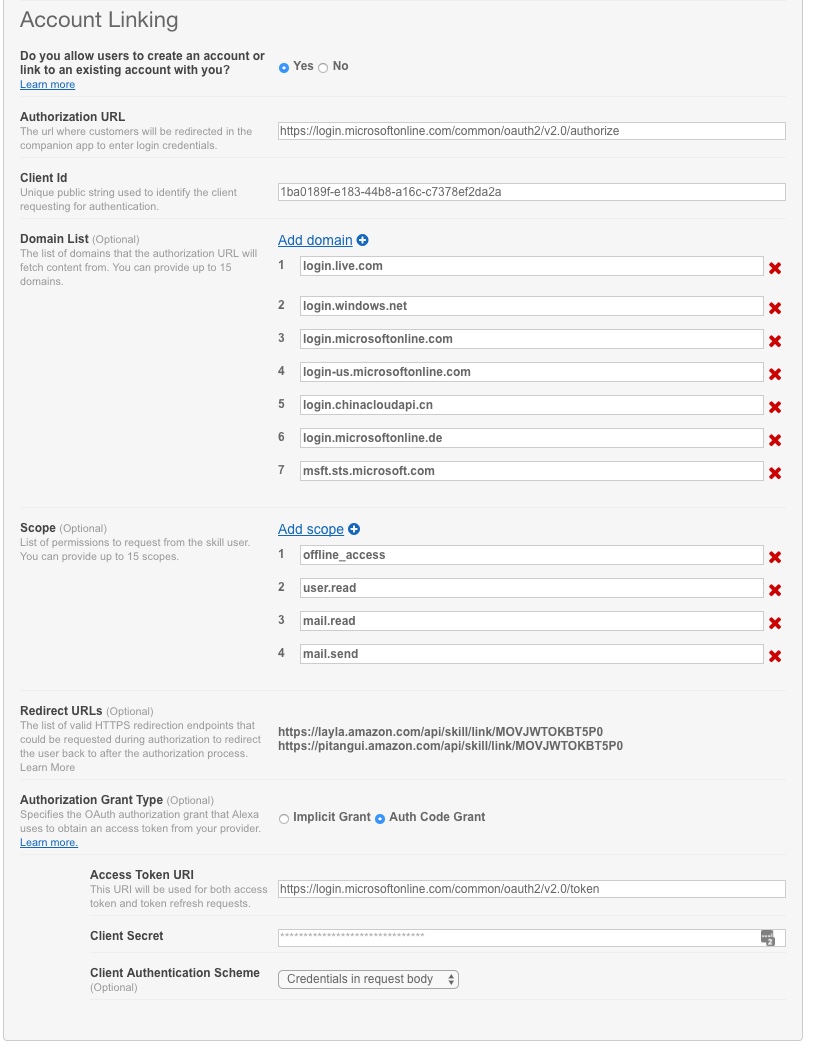 Account Linking
Do you allow users to create an account or
link to an existing account with you?
Yes No
Learn more
Authorization URL
The url where customers will be redirected in the
companion app to enter login credentials.
https://login.microsoftonline.com/common/oauth2/v2.0/authorize
Client Id
Unique public string used to identify the client
requesting for authentication.
1ba0189f-e183-44b8-a16c-c7378ef2da2a
Domain List (Optional)
The list of domains that the authorization URL will
fetch content from. You can provide up to 15
domains.
Add domain
1 login.live.com
2 login.windows.net
3 login.microsoftonline.com
4 login-us.microsoftonline.com
5 login.chinacloudapi.cn
6 login.microsoftonline.de
7 msft.sts.microsoft.com
Scope (Optional)
List of permissions to request from the skill user.
You can provide up to 15 scopes.
Add scope
1 offline_access
2 user.read
3 mail.read
4 mail.send
Redirect URLs (Optional)
The list of valid HTTPS redirection endpoints that
could be requested during authorization to redirect
the user back to after the authorization process.
Learn More
https://layla.amazon.com/api/skill/link/MOVJWTOKBT5P0
https://pitangui.amazon.com/api/skill/link/MOVJWTOKBT5P0
Authorization Grant Type (Optional)
Specifies the OAuth authorization grant that Alexa
uses to obtain an access token from your provider.
Learn more.
Implicit Grant Auth Code Grant
Access Token URI
This URI will be used for both access
token and token refresh requests.
https://login.microsoftonline.com/common/oauth2/v2.0/token
Client Secret
*******************************
2
Client Authentication Scheme
(Optional)
Credentials in request body